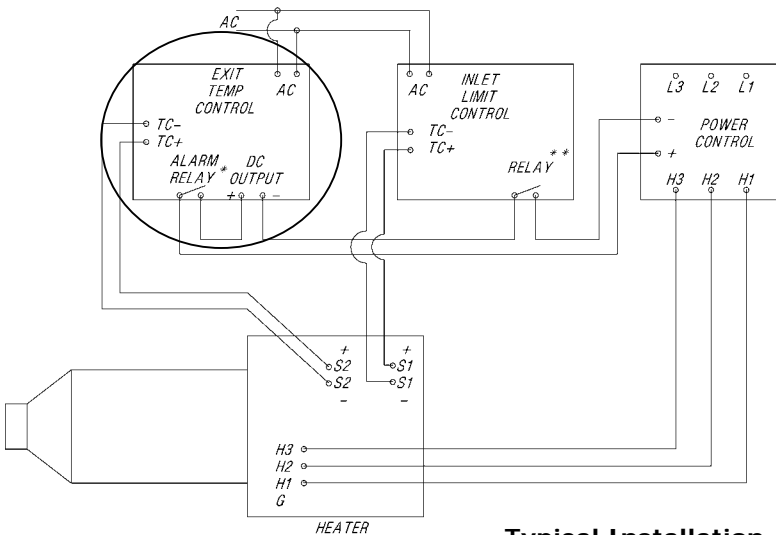 AC
EXIT
TEMP
CONTROL
AC
TC-
TC+
ALARM
RELAY *
DC
OUTPUT
+ -
AC
INLET
LIMIT
CONTROL
TC-
TC+
RELAY **
L3 L2 L1
-
+
POWER
CONTROL
H3 H2 H1
+ +
S2 S1
S2 S1
- -
H3
H2
H1
G
HEATER
Typical Installation